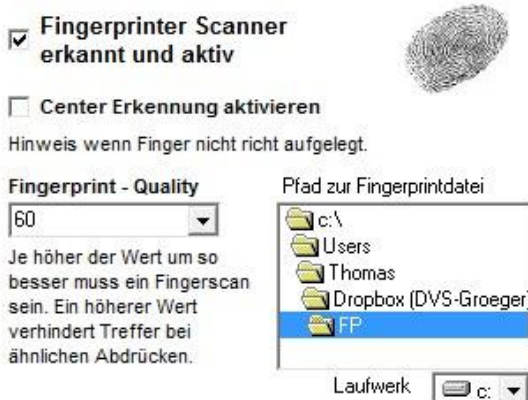 Fingerprinter Scanner
erkannt und aktiv
Center Erkennung aktivieren
Hinweis wenn Finger nicht richt aufgelegt.
Fingerprint - Quality
60
Je höher der Wert um so
besser muss ein Fingerscan
sein. Ein höherer Wert
verhindert Treffer bei
ähnlichen Abdrücken.
Pfad zur Fingerprintdatei
c:\
Users
Thomas
Dropbox (DVS-Groeger)
FP
Laufwerk
c: